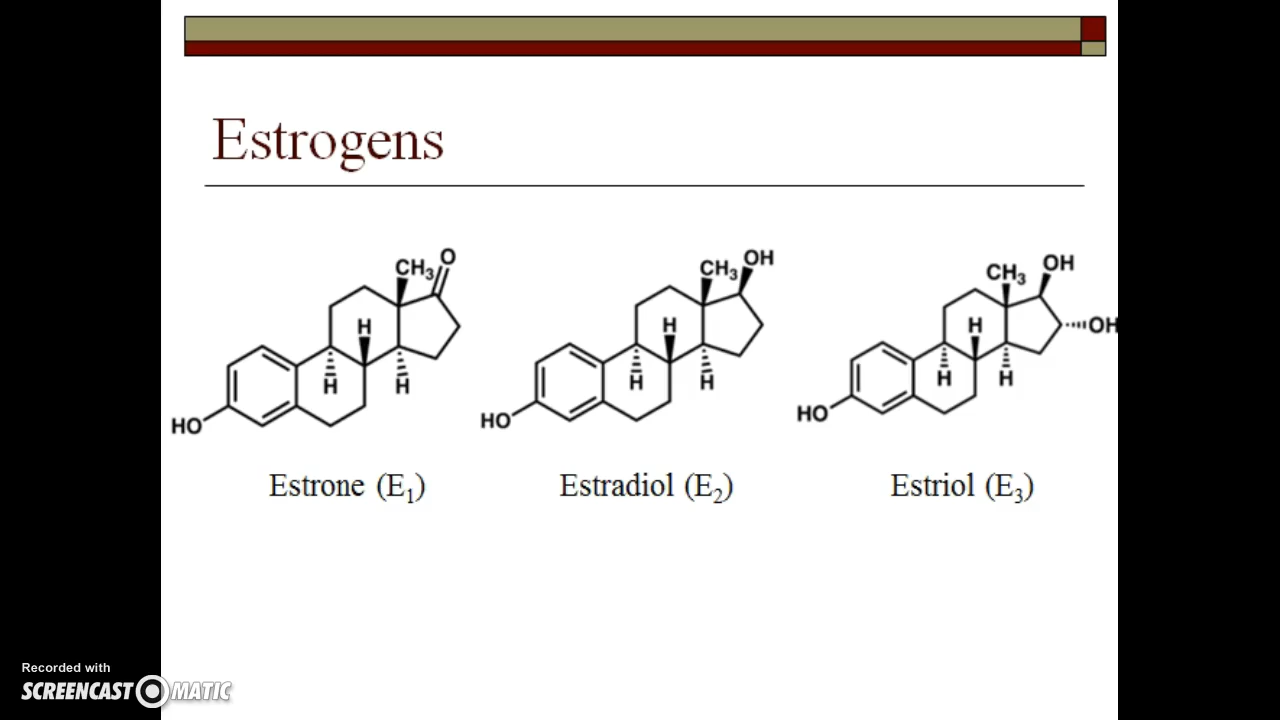 Estrogens
CH₃ O
H
H H
HO
CH₃ OH
H
H H
HO
CH₃ OH
OH
H
H H
HO
Estrone (E₁) Estradiol (E₂) Estriol (E₃)
Recorded with
SCREENCAST MATIC